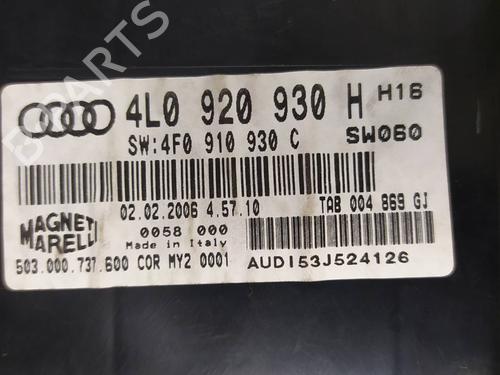 B-PARTS
4L0 920 930 H H16
SW:4F0 910 930 C SW060
02.02.2006 4.57.10 TAB 004 869 GJ
MAGNETI MARELLI
0058 000
Made in Italy
503.000.737.600 COR MY2 0001 AUDI53J524126